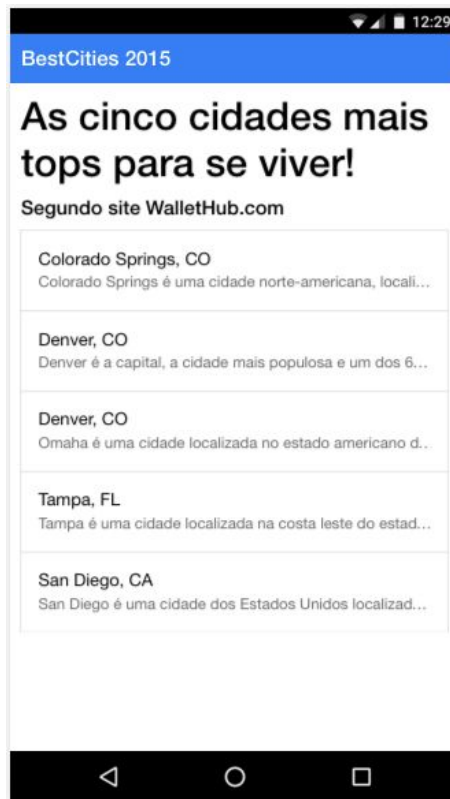 12:29
BestCities 2015
As cinco cidades mais
tops para se viver!
Segundo site WalletHub.com
Colorado Springs, CO
Colorado Springs é uma cidade norte-americana, locali...
Denver, CO
Denver é a capital, a cidade mais populosa e um dos 6...
Denver, CO
Omaha é uma cidade localizada no estado americano d..
Tampa, FL
Tampa é uma cidade localizada na costa leste do estad...
San Diego, CA
San Diego é uma cidade dos Estados Unidos localizad...